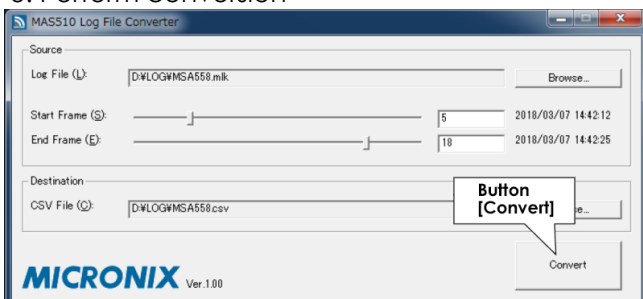 MAS510 Log File Converter
Source
Log File (L): D:¥LOG¥MSA558.mlk Browse...
Start Frame (S): 5 2018/03/07 14:42:12
End Frame (E): 18 2018/03/07 14:42:25
Destination
Button
[Convert]
CSV File (C): D:¥LOG¥MSA558.csv
Convert
MICRONIX Ver.1.00